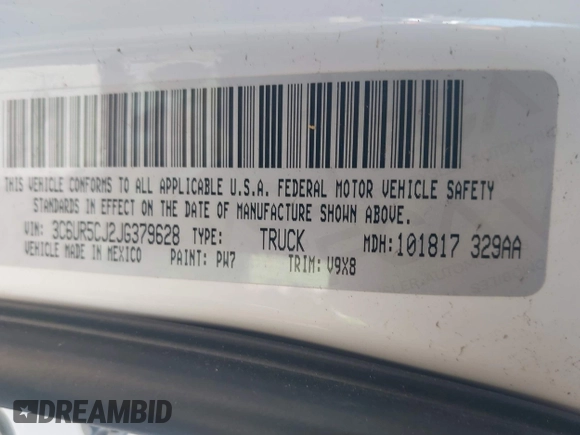 THIS VEHICLE CONFORMS TO ALL APPLICABLE U.S.A. FEDERAL MOTOR VEHICLE SAFETY
STANDARDS IN EFFECT ON THE DATE OF MANUFACTURE SHOWN ABOVE.
VIN: 3C6UR5CJ2JG379628 TYPE: TRUCK MDH: 101817 329AA
VEHICLE MADE IN MEXICO PAINT: PW7 TRIM: V9X8
DREAMBID